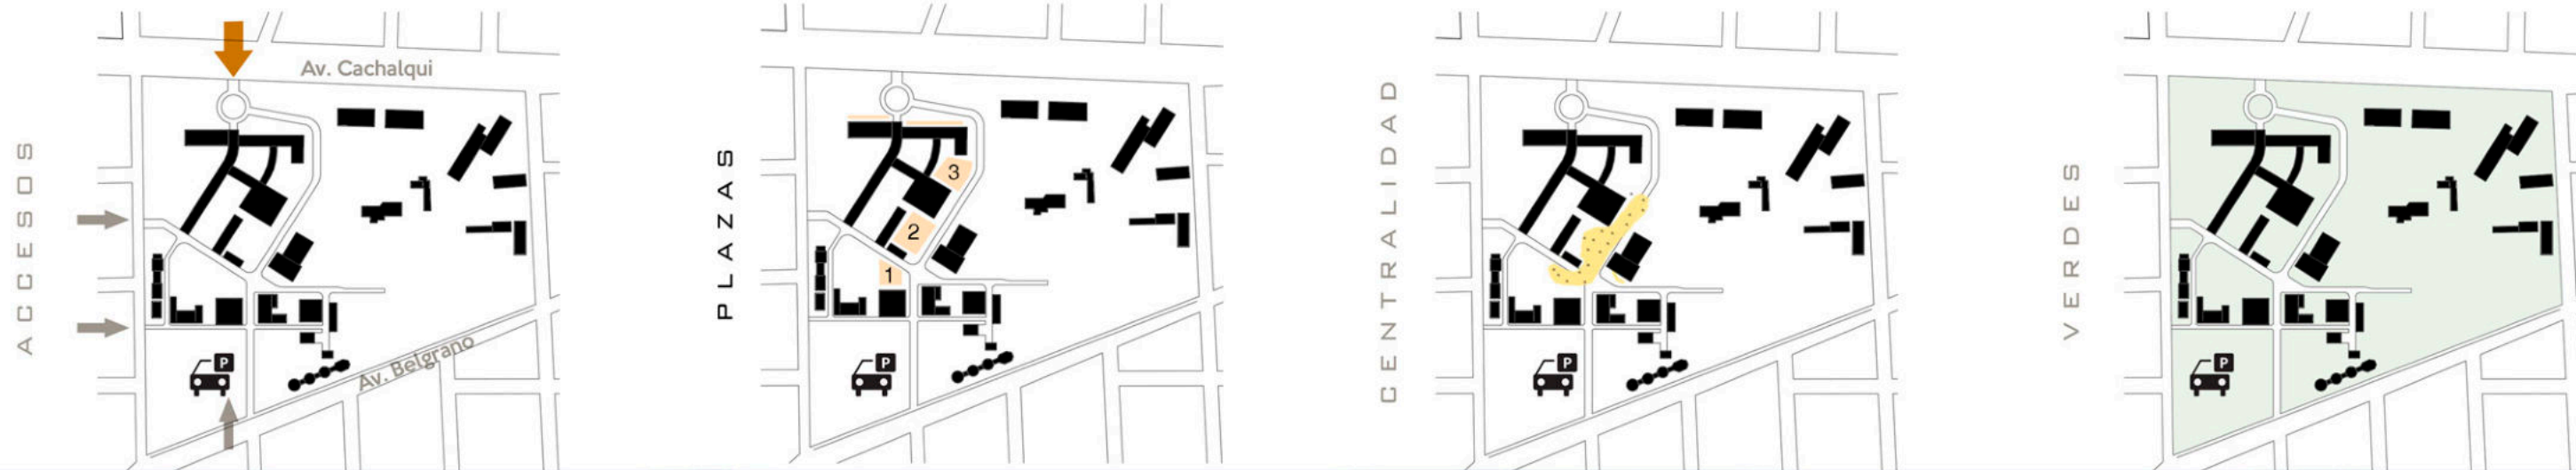 ACCESOS
Av. Cachalqui
P
Av. Belgrano
PLAZAS
3
2
1
P
CENTRALIDAD
P
VERDES
P